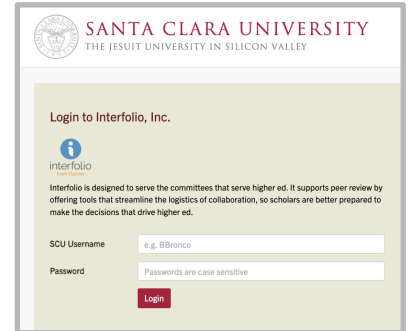 SANTA CLARA UNIVERSITY
THE JESUIT UNIVERSITY IN SILICON VALLEY
Login to Interfolio, Inc.
interfolio
from Elsevier
Interfolio is designed to serve the committees that serve higher ed. It supports peer review by
offering tools that streamline the logistics of collaboration, so scholars are better prepared to
make the decisions that drive higher ed.
SCU Username
e.g. BBronco
Password
Passwords are case sensitive
Login